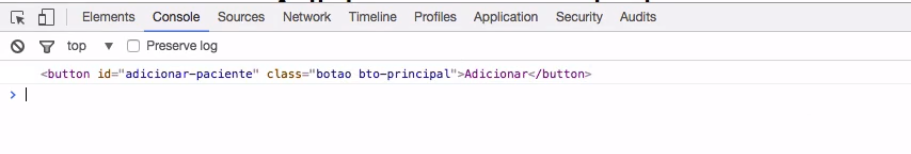 Elements Console Sources Network Timeline Profiles Application Security Audits
top ▼ Preserve log
<button id="adicionar-paciente" class="botao bto-principal">Adicionar</button>
>